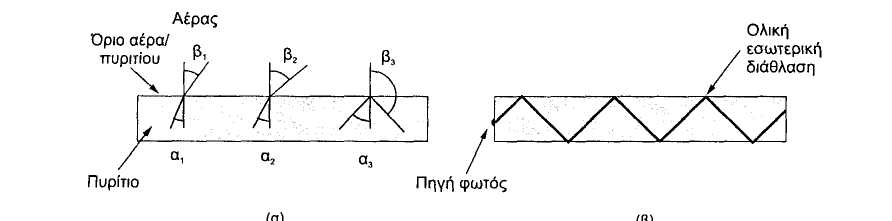 Αέρας
Όριο αέρα/
πυριτίου
β1
β2
β3
α1
α2
α3
Πυρίτιο
(α)
Ολική
εσωτερική
διάθλαση
Πηγή φωτός
(β)